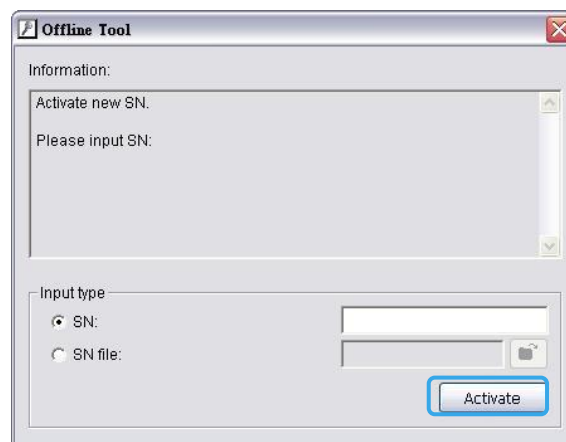 Offline Tool
Information:
Activate new SN.
Please input SN:
Input type
SN:
SN file:
Activate